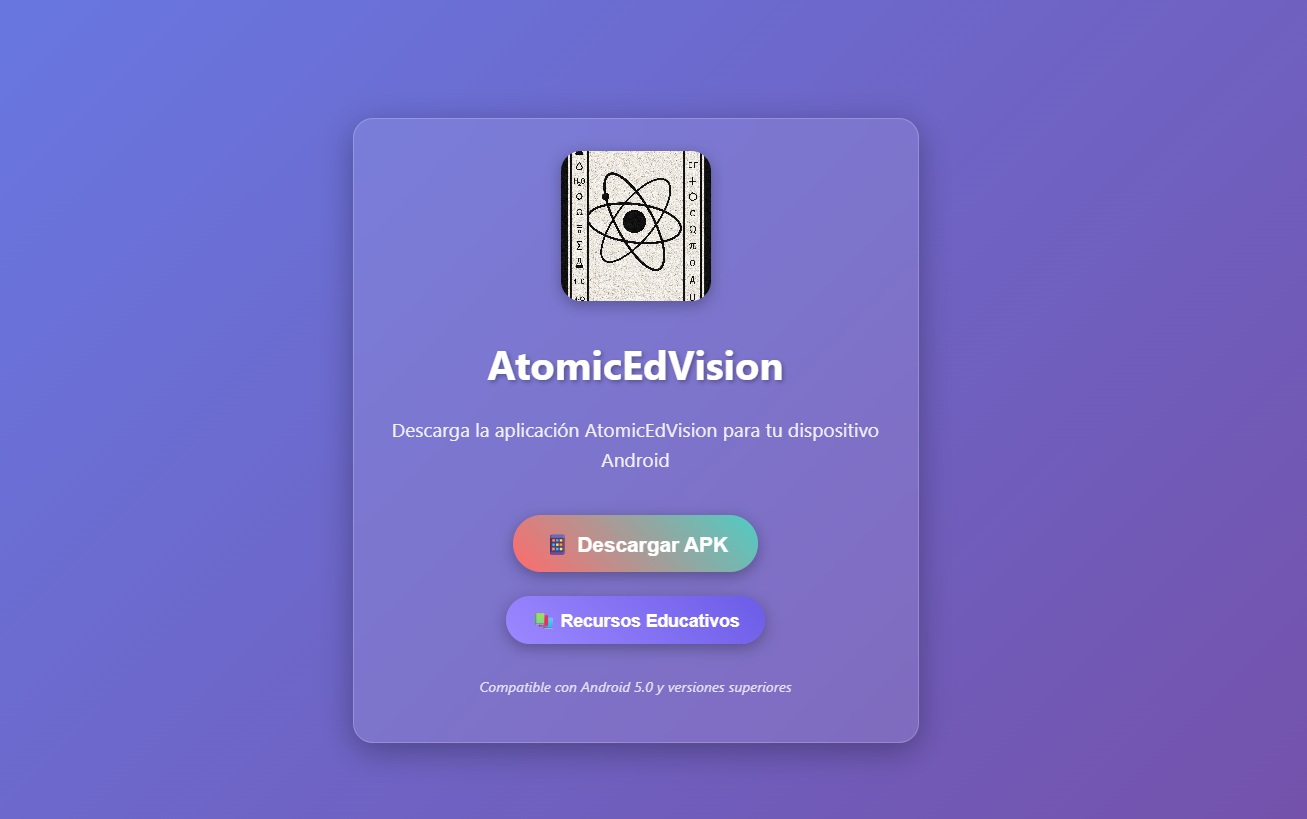 H₂O
Ω
Σ
+
C
Ω
π
A
U
AtomicEdVision
Descarga la aplicación AtomicEdVision para tu dispositivo
Android
Descargar APK
Recursos Educativos
Compatible con Android 5.0 y versiones superiores